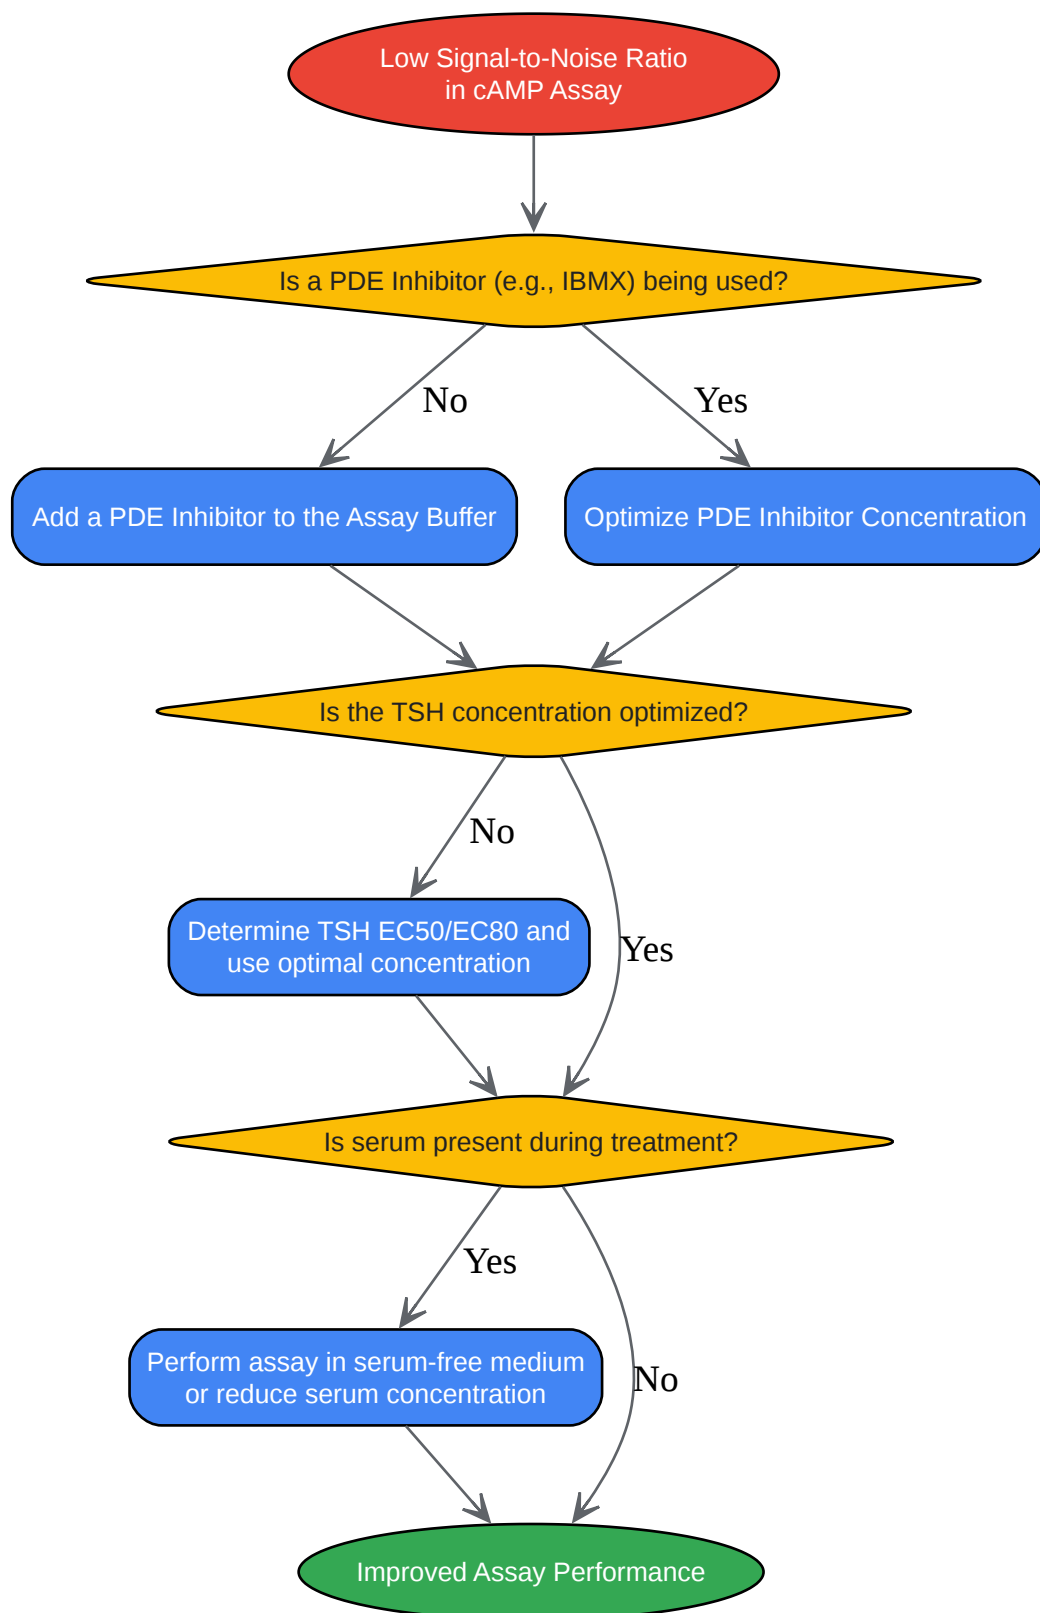 Low Signal-to-Noise Ratio
in cAMP Assay
Is a PDE Inhibitor (e.g., IBMX) being used?
No
Yes
Add a PDE Inhibitor to the Assay Buffer
Optimize PDE Inhibitor Concentration
Is the TSH concentration optimized?
No
Determine TSH EC50/EC80 and
use optimal concentration
Yes
Is serum present during treatment?
Yes
Perform assay in serum-free medium
or reduce serum concentration
No
Improved Assay Performance